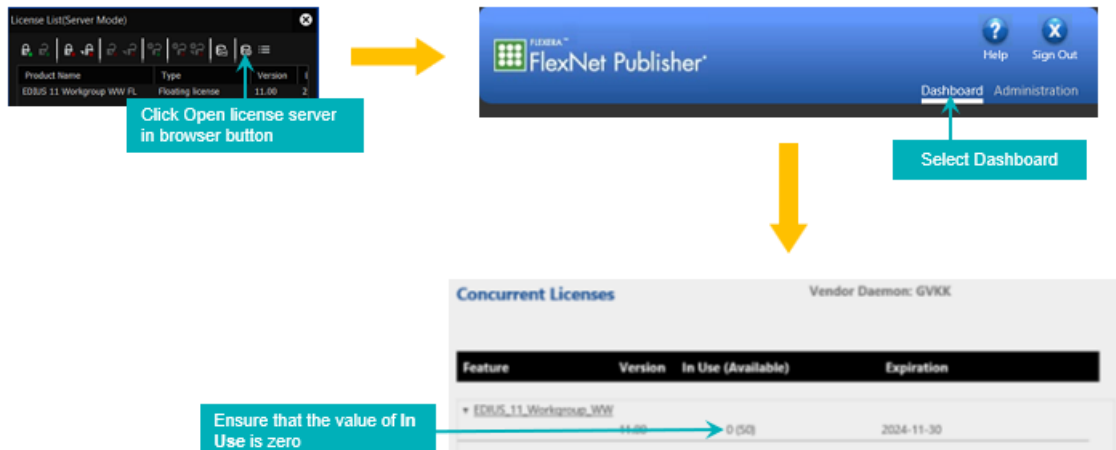 License List(Server Mode)
Product Name Type Version
EDIUS 11 Workgroup WW FL Floating license 11.00 2
Click Open license server
in browser button
FLEXERA™
FlexNet Publisher®
Help Sign Out
Dashboard Administration
Select Dashboard
Concurrent Licenses Vendor Daemon: GVKK
Feature Version In Use (Available) Expiration
EDIUS_11_Workgroup_WW
11.00 0 (50) 2024-11-30
Ensure that the value of In
Use is zero